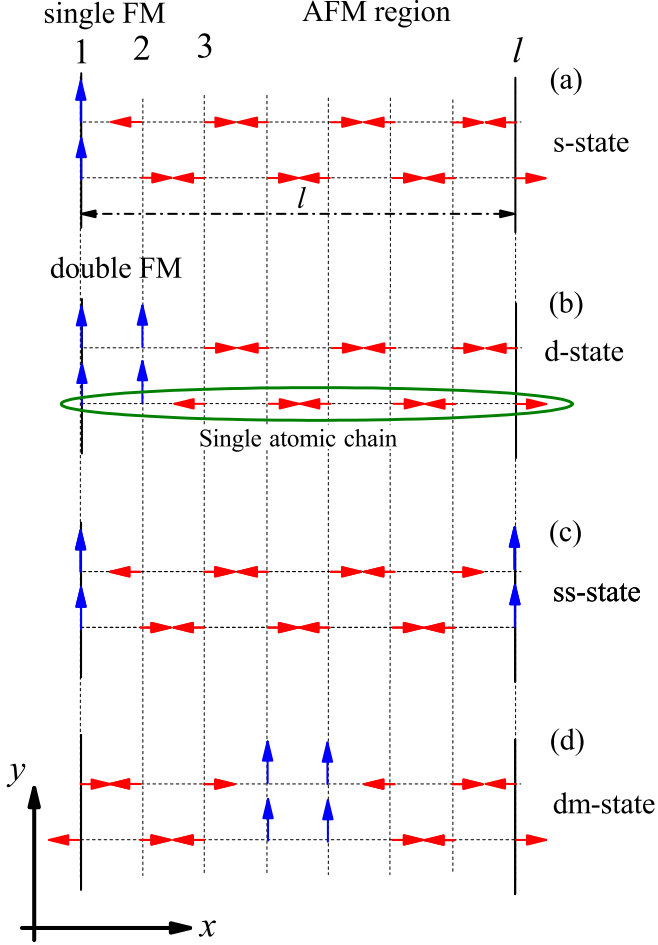 single FM
AFM region
1 2 3 l
(a)
s-state
l
double FM
(b)
d-state
Single atomic chain
(c)
ss-state
(d)
dm-state
y
x